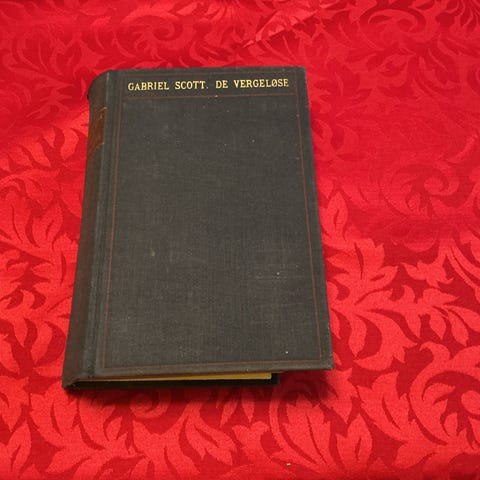 GABRIEL SCOTT. DE VERGELØSE